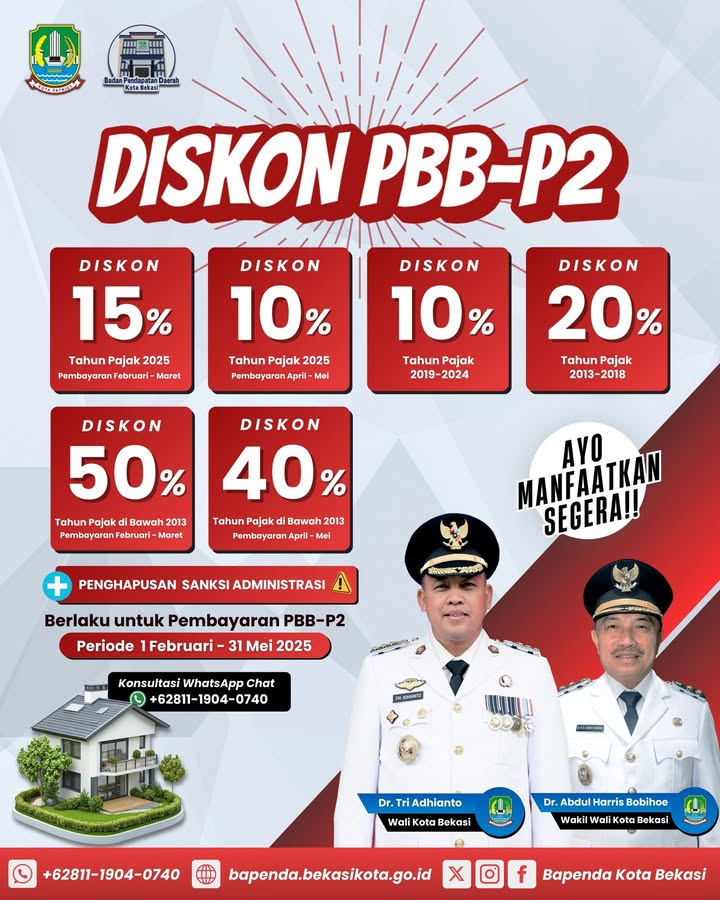 KOTA PATRIOT
Badan Pendapatan Daerah
Kota Bekasi
DISKON PBB-P2
DISKON
15%
Tahun Pajak 2025
Pembayaran Februari - Maret
DISKON
10%
Tahun Pajak 2025
Pembayaran April - Mei
DISKON
10%
Tahun Pajak
2019-2024
DISKON
20%
Tahun Pajak
2013-2018
DISKON
50%
Tahun Pajak di Bawah 2013
Pembayaran Februari - Maret
DISKON
40%
Tahun Pajak di Bawah 2013
Pembayaran April - Mei
AYO
MANFAATKAN
SEGERA!!
PENGHAPUSAN SANKSI ADMINISTRASI
Berlaku untuk Pembayaran PBB-P2
Periode 1 Februari - 31 Mei 2025
Konsultasi WhatsApp Chat
+62811-1904-0740
TRI ADHIANTO
Dr. Tri Adhianto
Wali Kota Bekasi
Dr. Abdul Harris Bobihoe
Wakil Wali Kota Bekasi
+62811-1904-0740
bapenda.bekasikota.go.id
Bapenda Kota Bekasi